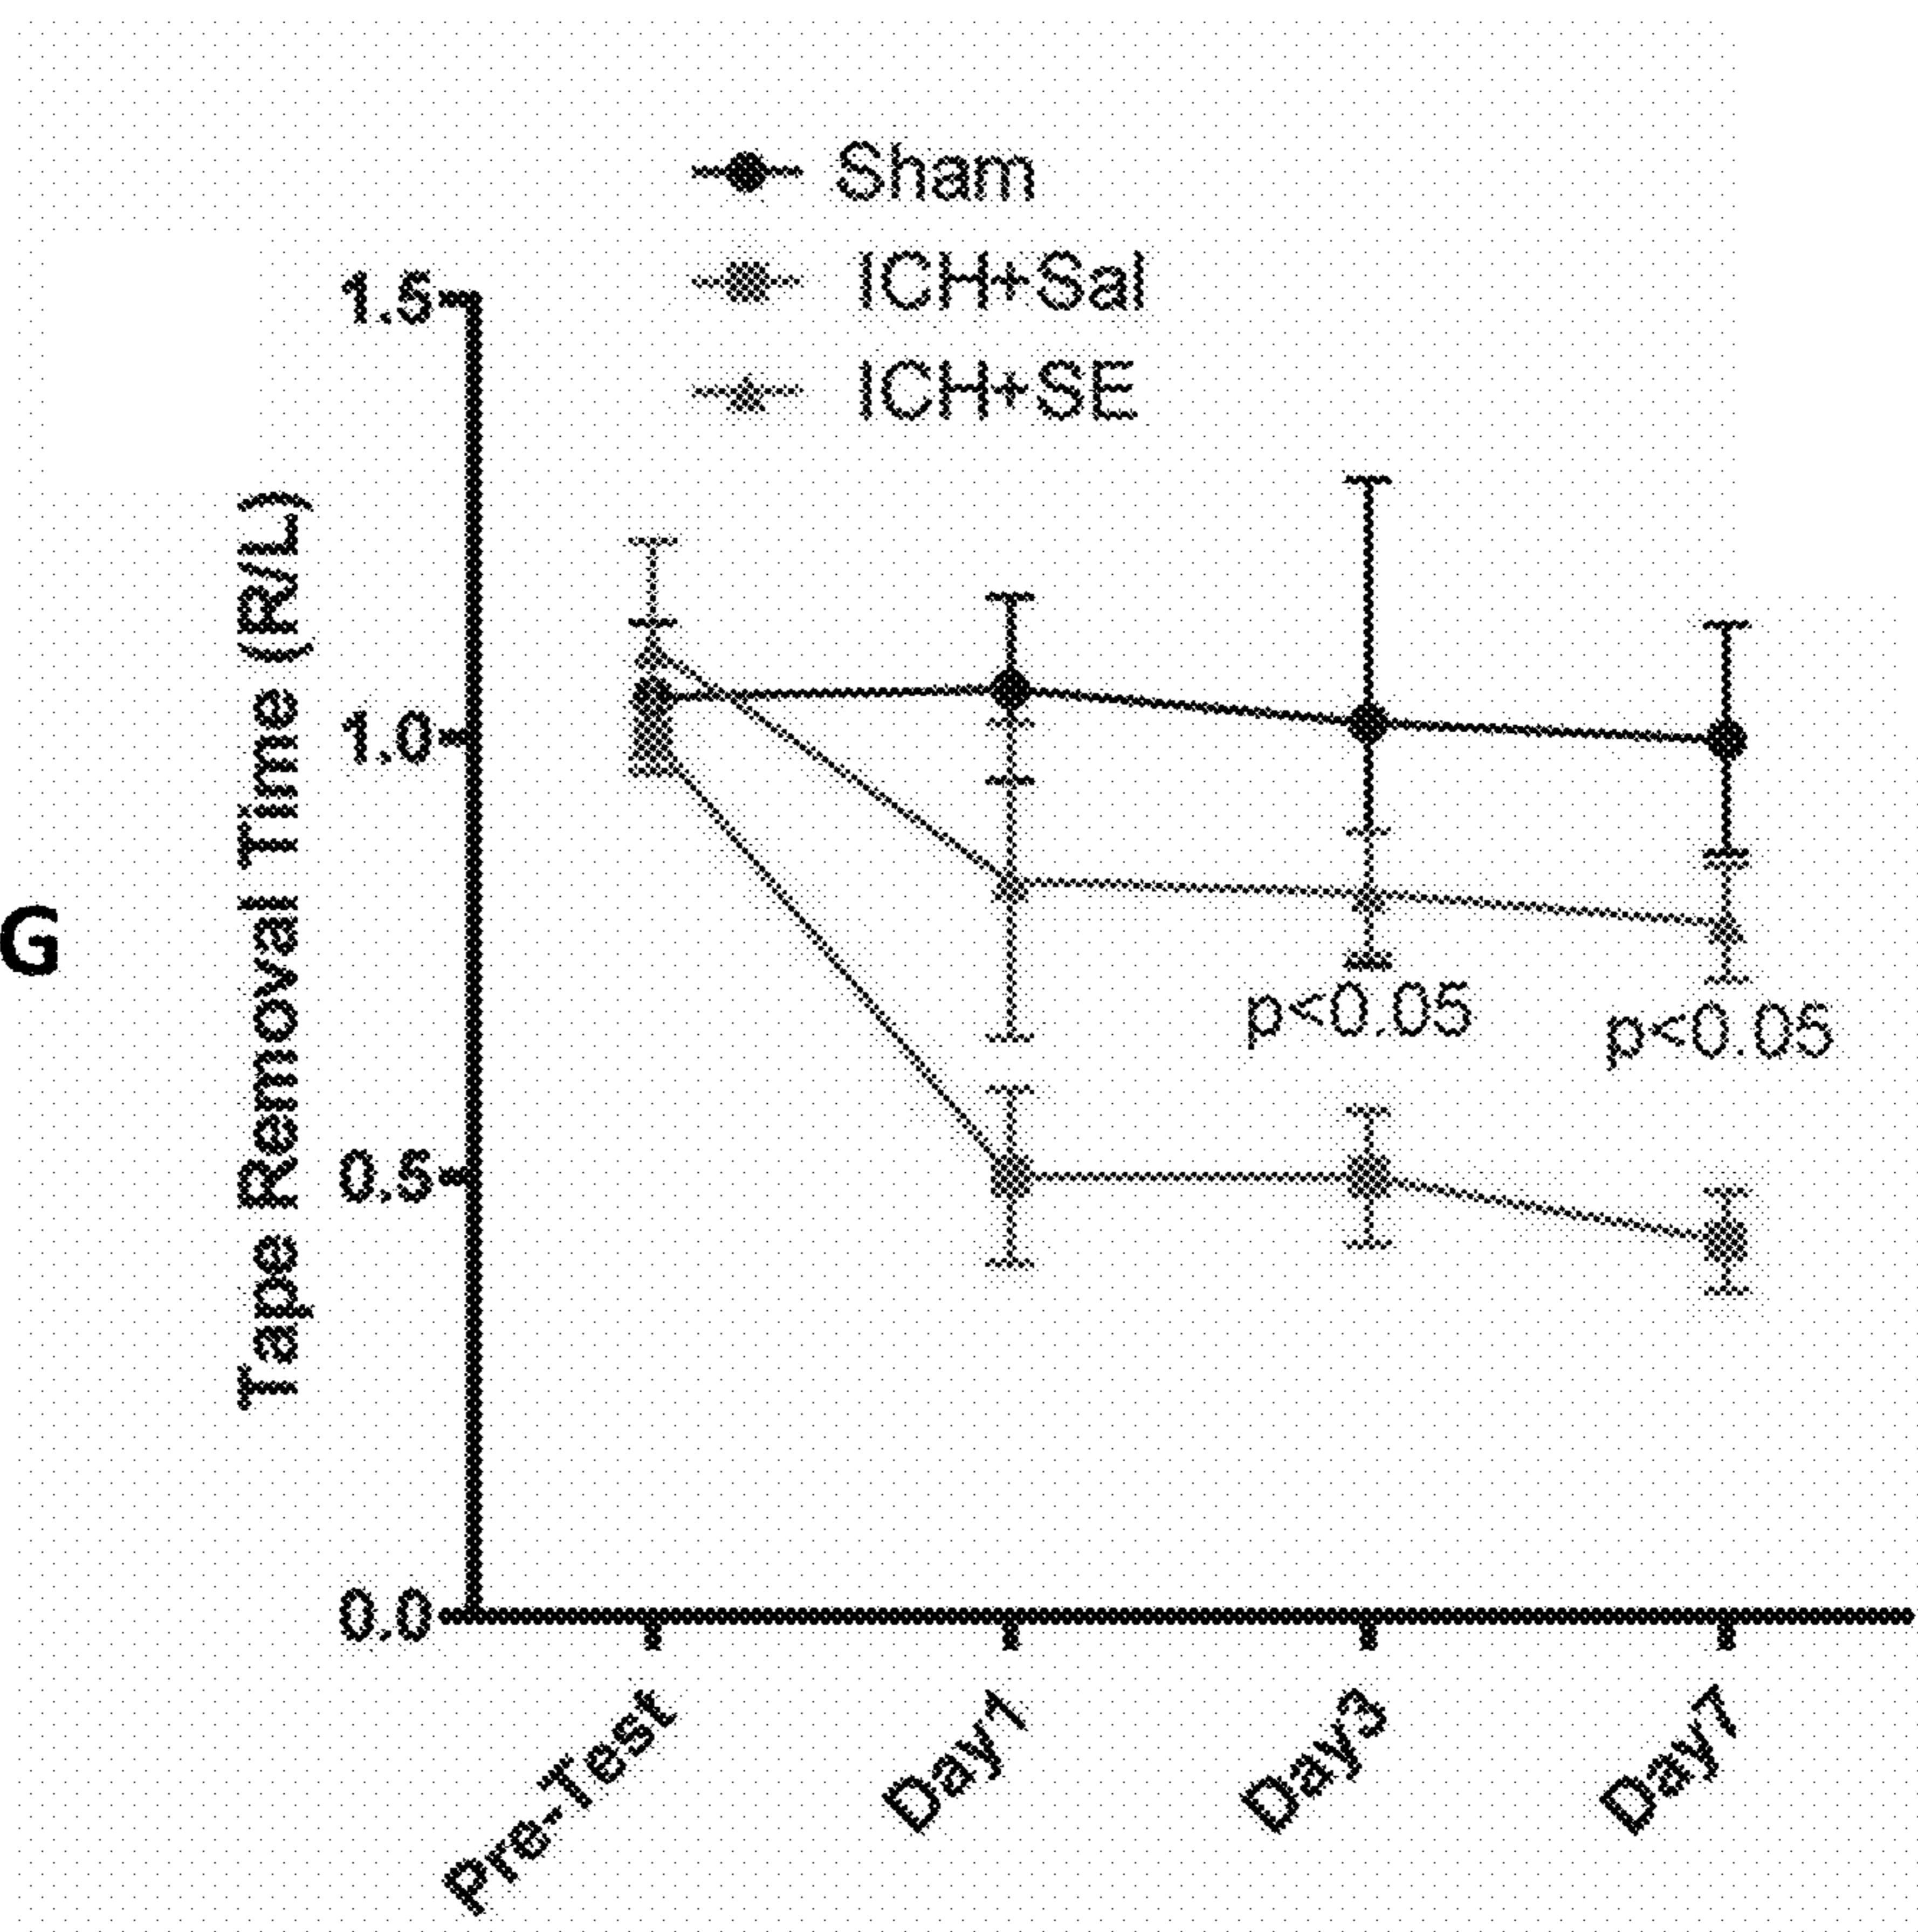 Sham
ICH+Sal
ICH+SE
1.5
1.0
0.5
0.0
Tape Removal Time (R/L)
G
p<0.05
p<0.05
Pre-Test
Day1
Day3
Day7